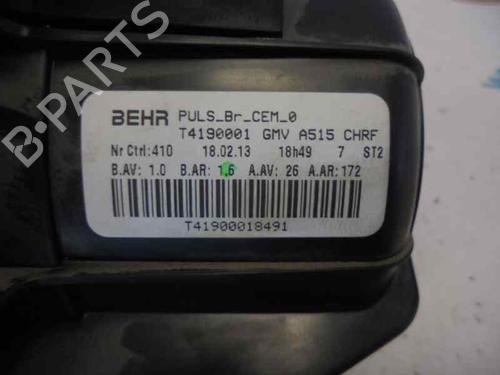 BEHR PULS_Br_CEM_0
T4190001 GMV A515 CHRF
Nr Ctrl:410 18.02.13 18h49 7 ST2
B.AV: 1.0 B.AR: 1.6 A.AV: 26 A.AR: 172
T41900018491
B-PARTS